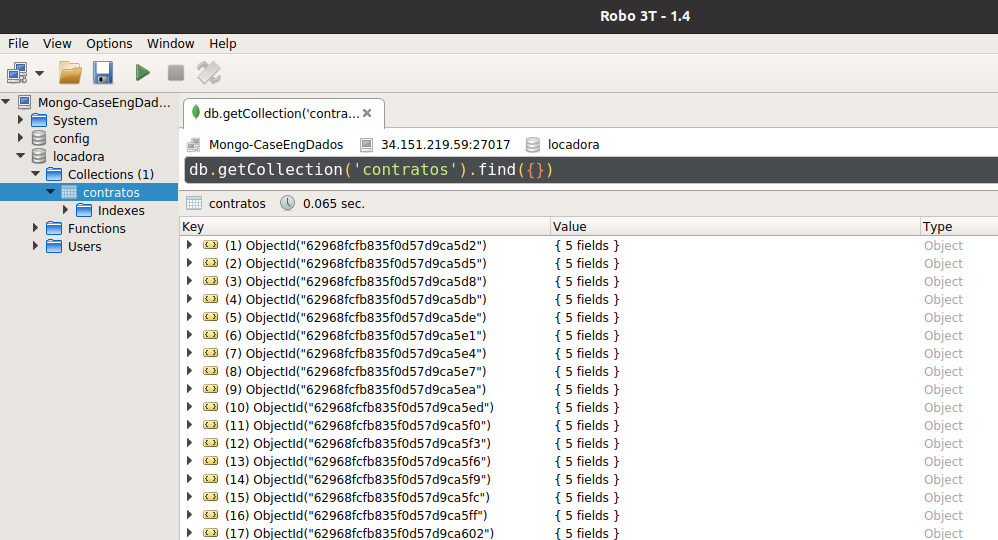 Robo 3T - 1.4
File View Options Window Help
Mongo-CaseEngDad...
System
config
locadora
Collections (1)
contratos
Indexes
Functions
Users
db.getCollection('contra...
Mongo-CaseEngDados 34.151.219.59:27017 locadora
db.getCollection('contratos').find({})
contratos 0.065 sec.
Key Value Type
(1) ObjectId("62968fcfb835f0d57d9ca5d2") { 5 fields } Object
(2) ObjectId("62968fcfb835f0d57d9ca5d5") { 5 fields } Object
(3) ObjectId("62968fcfb835f0d57d9ca5d8") { 5 fields } Object
(4) ObjectId("62968fcfb835f0d57d9ca5db") { 5 fields } Object
(5) ObjectId("62968fcfb835f0d57d9ca5de") { 5 fields } Object
(6) ObjectId("62968fcfb835f0d57d9ca5e1") { 5 fields } Object
(7) ObjectId("62968fcfb835f0d57d9ca5e4") { 5 fields } Object
(8) ObjectId("62968fcfb835f0d57d9ca5e7") { 5 fields } Object
(9) ObjectId("62968fcfb835f0d57d9ca5ea") { 5 fields } Object
(10) ObjectId("62968fcfb835f0d57d9ca5ed") { 5 fields } Object
(11) ObjectId("62968fcfb835f0d57d9ca5f0") { 5 fields } Object
(12) ObjectId("62968fcfb835f0d57d9ca5f3") { 5 fields } Object
(13) ObjectId("62968fcfb835f0d57d9ca5f6") { 5 fields } Object
(14) ObjectId("62968fcfb835f0d57d9ca5f9") { 5 fields } Object
(15) ObjectId("62968fcfb835f0d57d9ca5fc") { 5 fields } Object
(16) ObjectId("62968fcfb835f0d57d9ca5ff") { 5 fields } Object
(17) ObjectId("62968fcfb835f0d57d9ca602") { 5 fields } Object